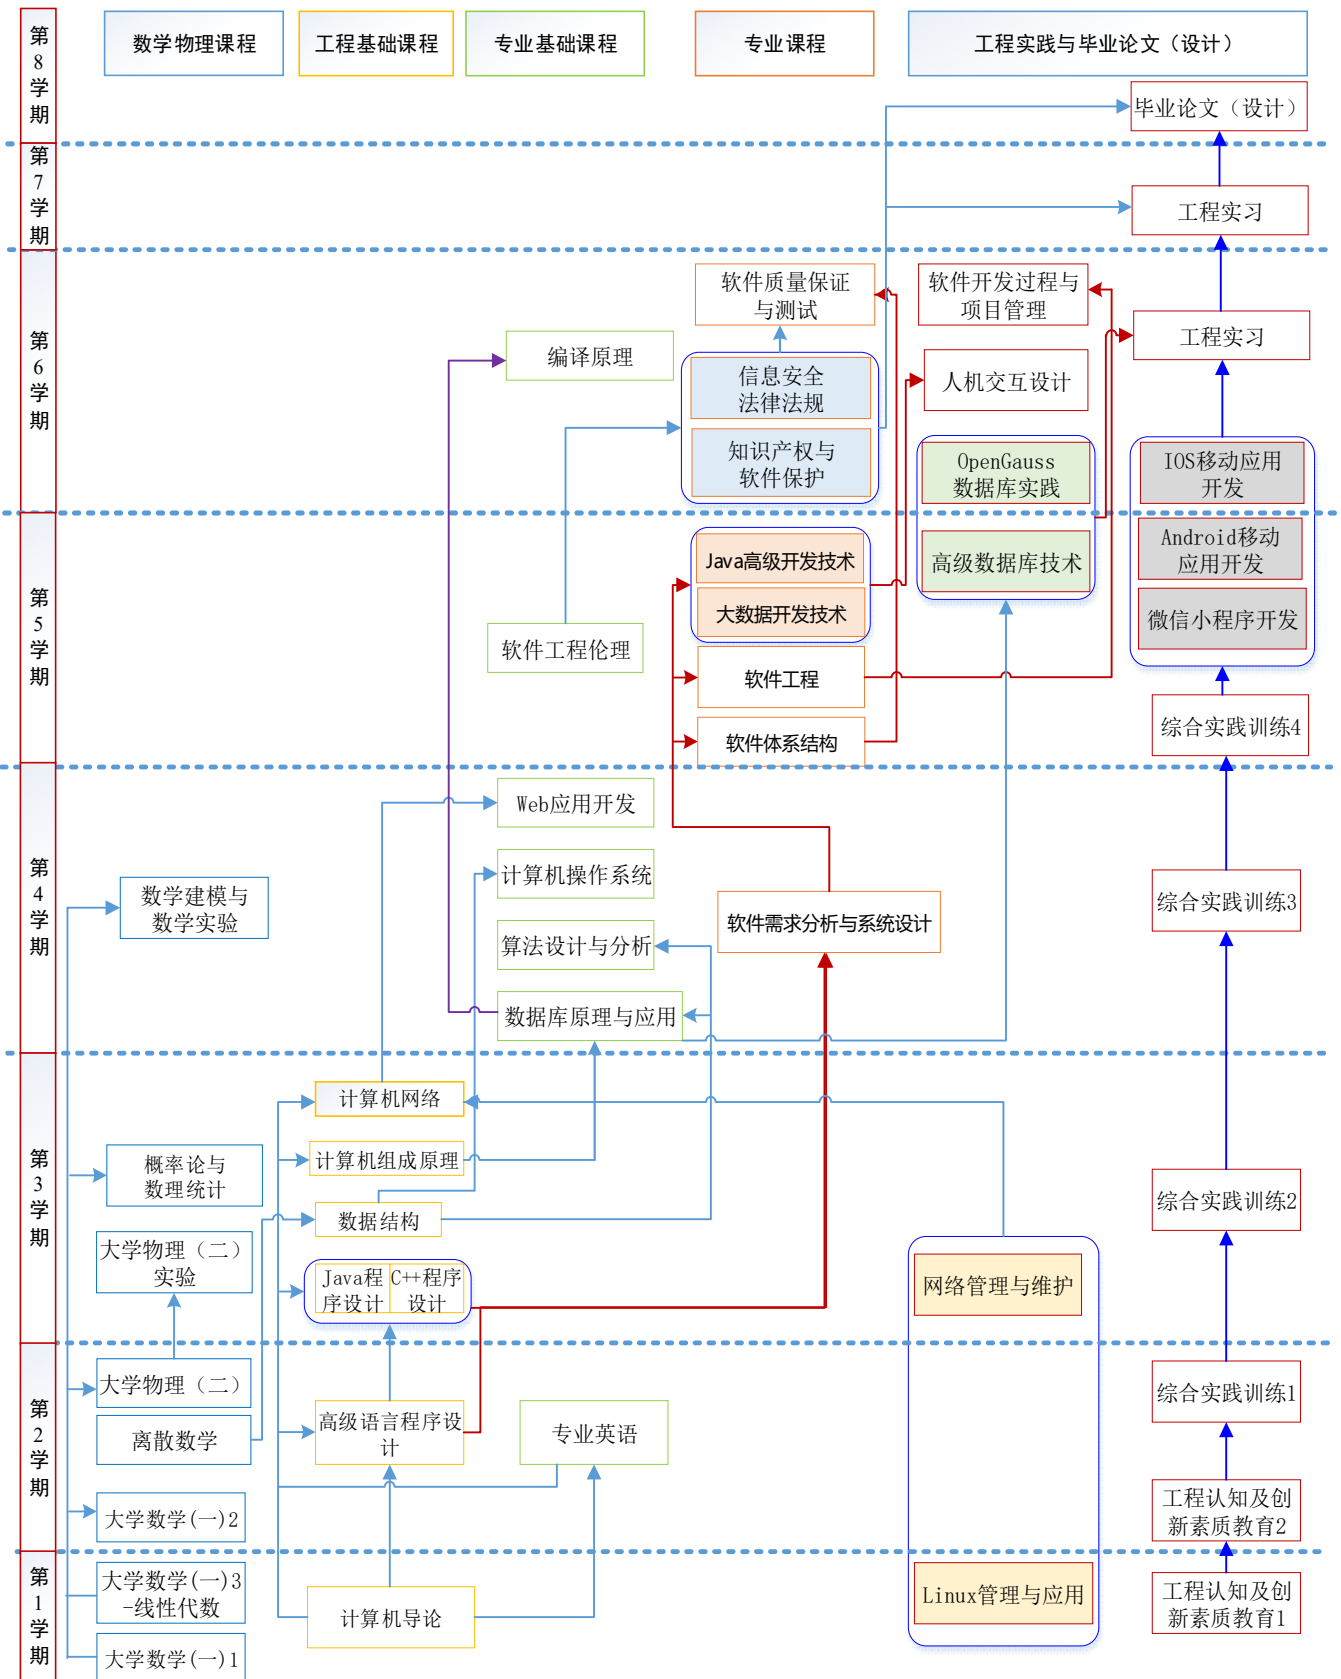 第
8
学
期
数学物理课程
工程基础课程
专业基础课程
专业课程
工程实践与毕业论文（设计）
毕业论文（设计）
第
7
学
期
工程实习
第
6
学
期
软件质量保证
与测试
软件开发过程与
项目管理
工程实习
编译原理
信息安全
法律法规
人机交互设计
知识产权与
软件保护
OpenGauss
数据库实践
IOS移动应用
开发
第
5
学
期
Java高级开发技术
高级数据库技术
Android移动
应用开发
大数据开发技术
微信小程序开发
软件工程伦理
软件工程
软件体系结构
综合实践训练4
第
4
学
期
Web应用开发
计算机操作系统
数学建模与
数学实验
算法设计与分析
软件需求分析与系统设计
综合实践训练3
数据库原理与应用
第
3
学
期
计算机网络
计算机组成原理
概率论与
数理统计
数据结构
综合实践训练2
大学物理（二）
实验
Java程
序设计
C++程序
设计
网络管理与维护
第
2
学
期
大学物理（二）
综合实践训练1
离散数学
高级语言程序设
计
专业英语
大学数学(一)2
工程认知及创
新素质教育2
第
1
学
期
大学数学(一)3
-线性代数
计算机导论
Linux管理与应用
工程认知及创
新素质教育1
大学数学(一)1